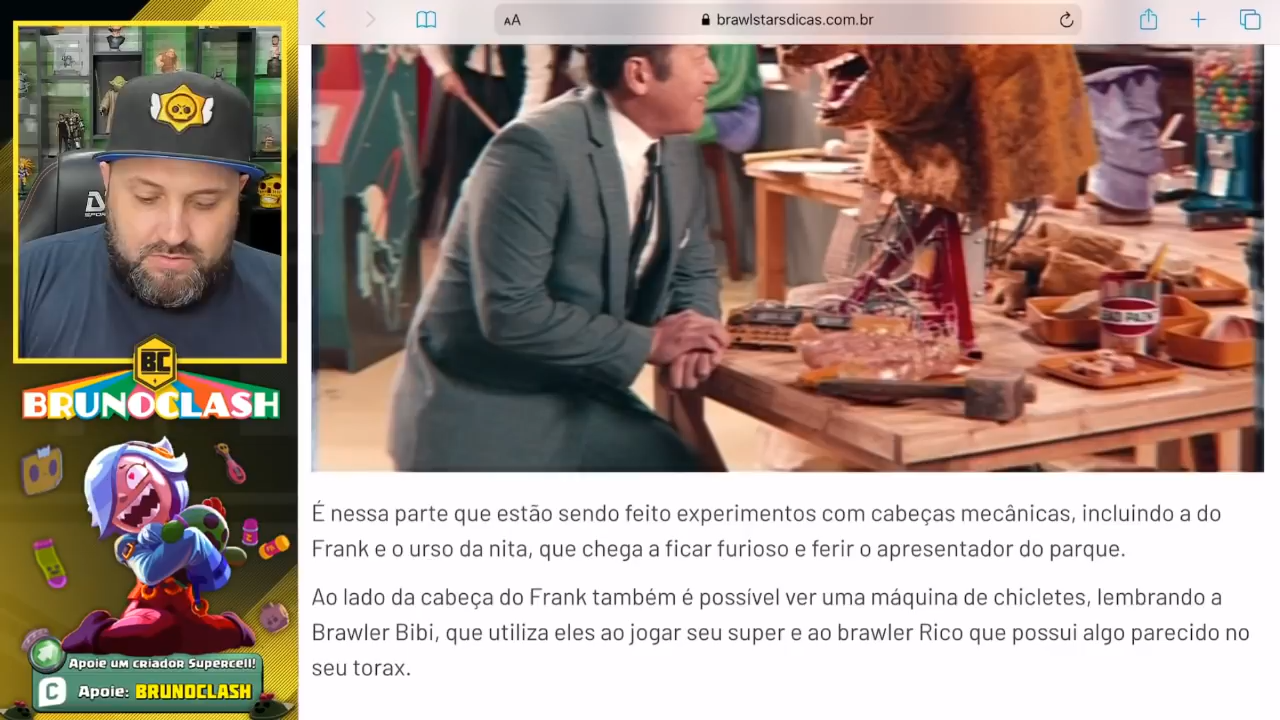 AA
brawlstarsdicas.com.br
BC
BRUNOCLASH
Apoie um criador Supercell!
C
Apoie: BRUNOCLASH
LEAD PAINT
É nessa parte que estão sendo feito experimentos com cabeças mecânicas, incluindo a do
Frank e o urso da nita, que chega a ficar furioso e ferir o apresentador do parque.
Ao lado da cabeça do Frank também é possível ver uma máquina de chicletes, lembrando a
Brawler Bibi, que utiliza eles ao jogar seu super e ao brawler Rico que possui algo parecido no
seu torax.